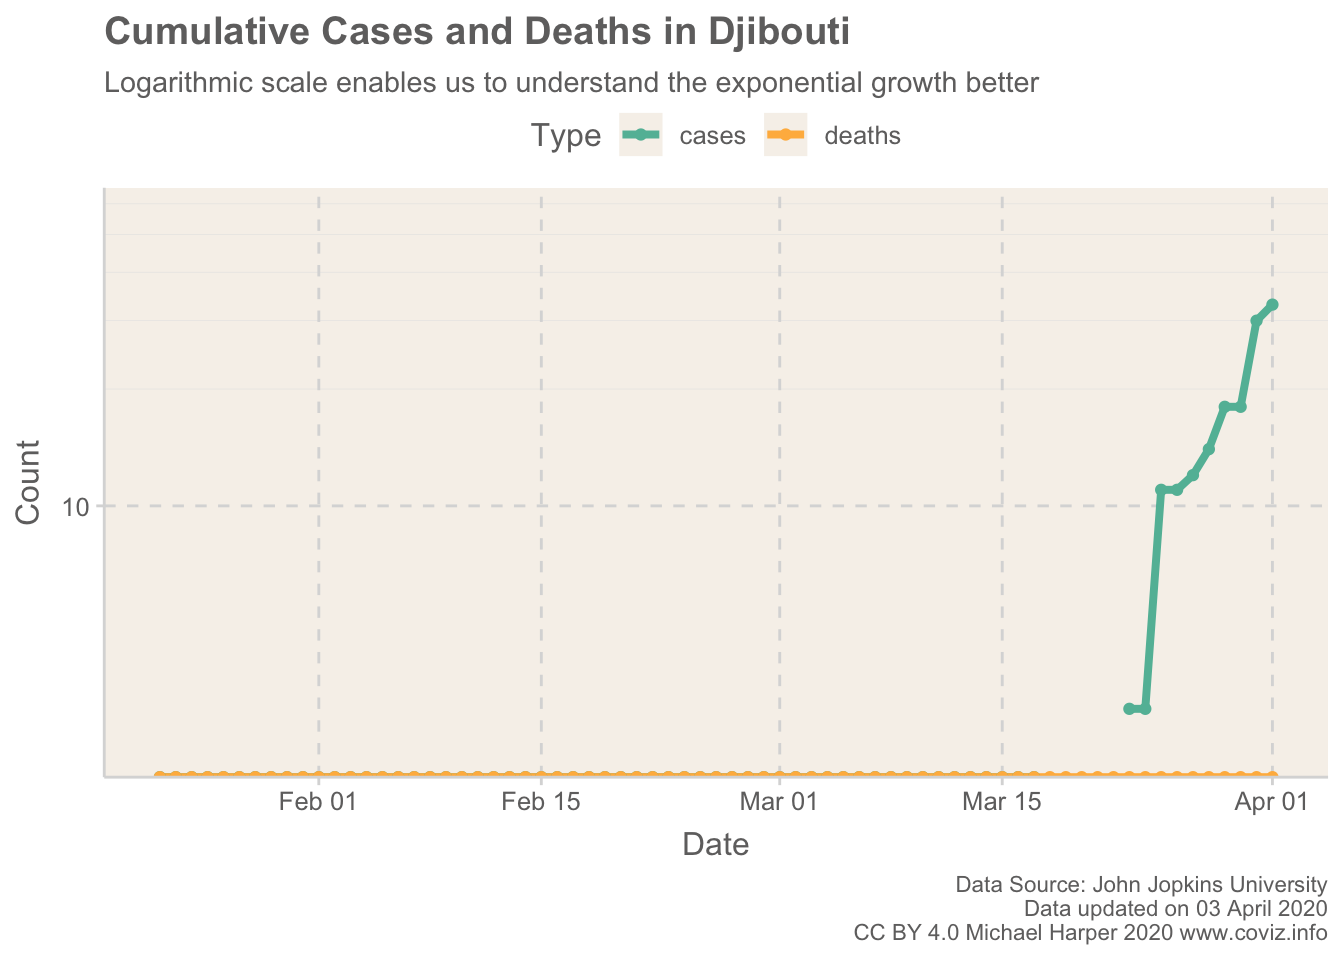 Cumulative Cases and Deaths in Djibouti
Logarithmic scale enables us to understand the exponential growth better
Type cases deaths
Count
10
Feb 01 Feb 15 Mar 01 Mar 15 Apr 01
Date
Data Source: John Jopkins University
Data updated on 03 April 2020
CC BY 4.0 Michael Harper 2020 www.coviz.info